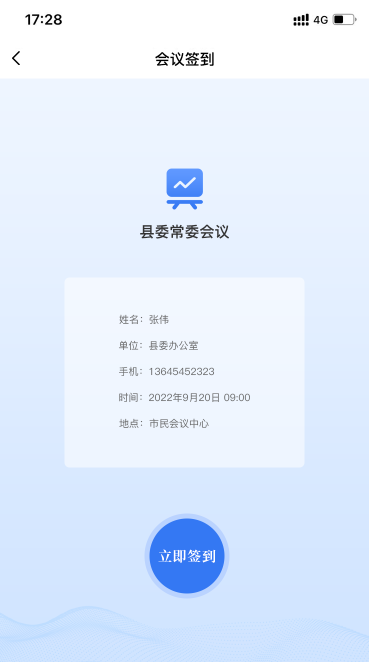 17:28
4G
会议签到
县委常委会议
姓名：张伟
单位：县委办公室
手机：13645452323
时间：2022年9月20日 09:00
地点：市民会议中心
立即签到